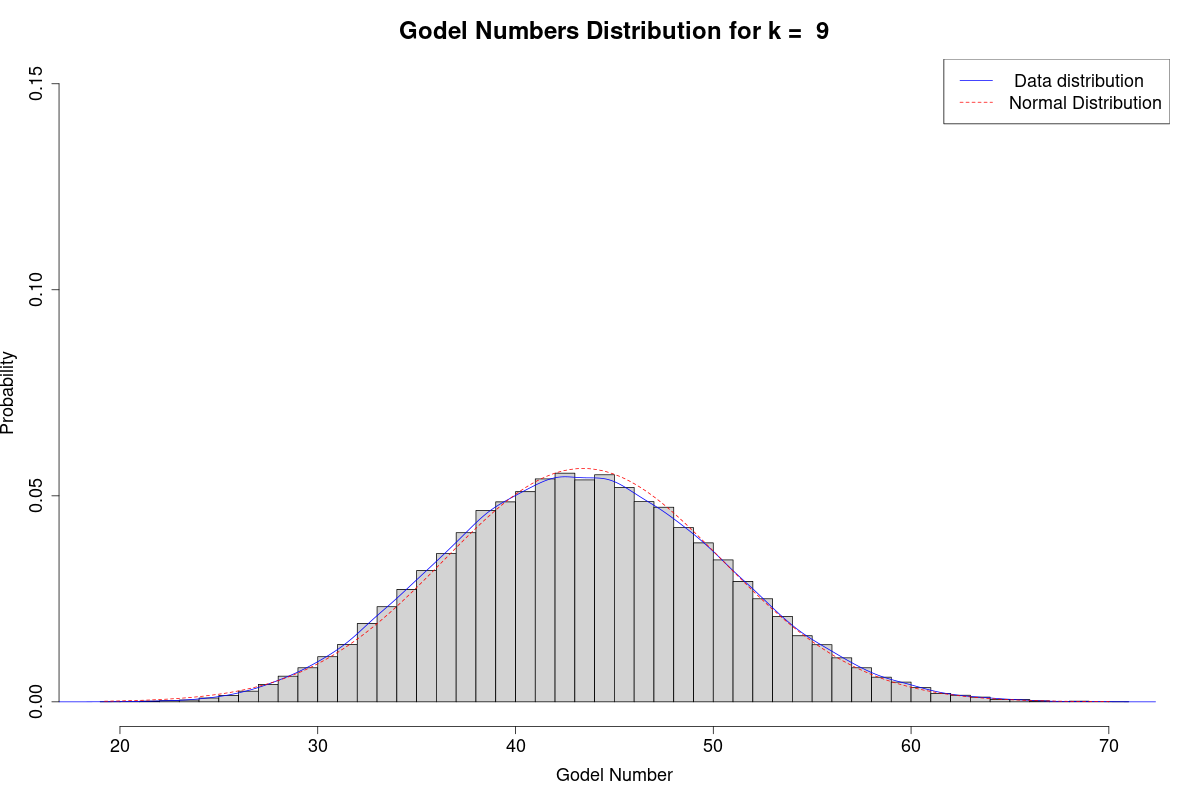 Godel Numbers Distribution for k =  9
Data distribution
Normal Distribution
0.15
0.10
0.05
0.00
Probability
20 30 40 50 60 70
Godel Number